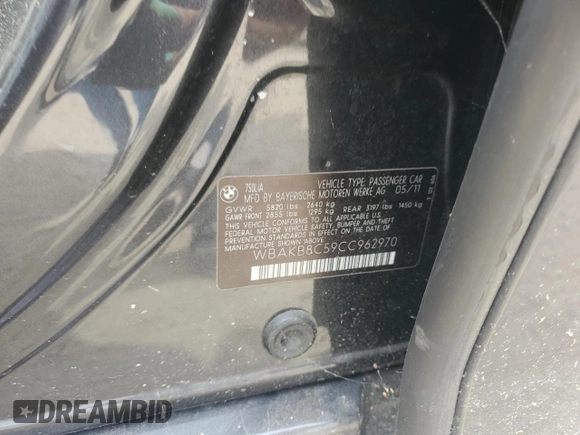 BMW
750LiA VEHICLE TYPE: PASSENGER CAR
MFD BY BAYERISCHE MOTOREN WERKE AG 05/11
GVWR 5820 lbs 2640 kg
GAWR FRONT 2855 lbs 1295 kg REAR 3197 lbs 1450 kg
THIS VEHICLE CONFORMS TO ALL APPLICABLE
FEDERAL MOTOR VEHICLE SAFETY, BUMPER
AND THEFT PREVENTION STANDARDS IN EFFECT ON THE DATE OF
MANUFACTURE SHOWN ABOVE.
WBAKB8C59CC962970
DREAMBID